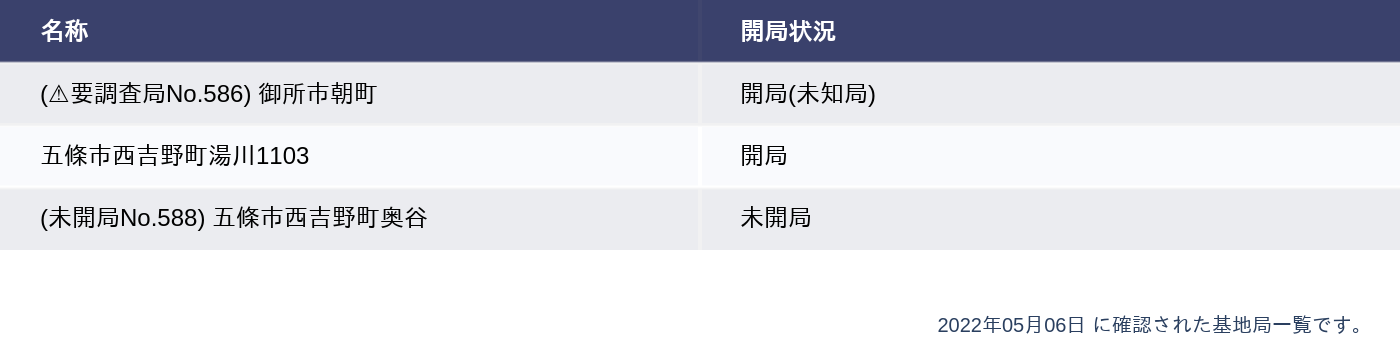 名称 開局状況
(⚠要調査局No.586) 御所市朝町 開局(未知局)
五條市西吉野町湯川1103 開局
(未開局No.588) 五條市西吉野町奥谷 未開局
2022年05月06日 に確認された基地局一覧です。